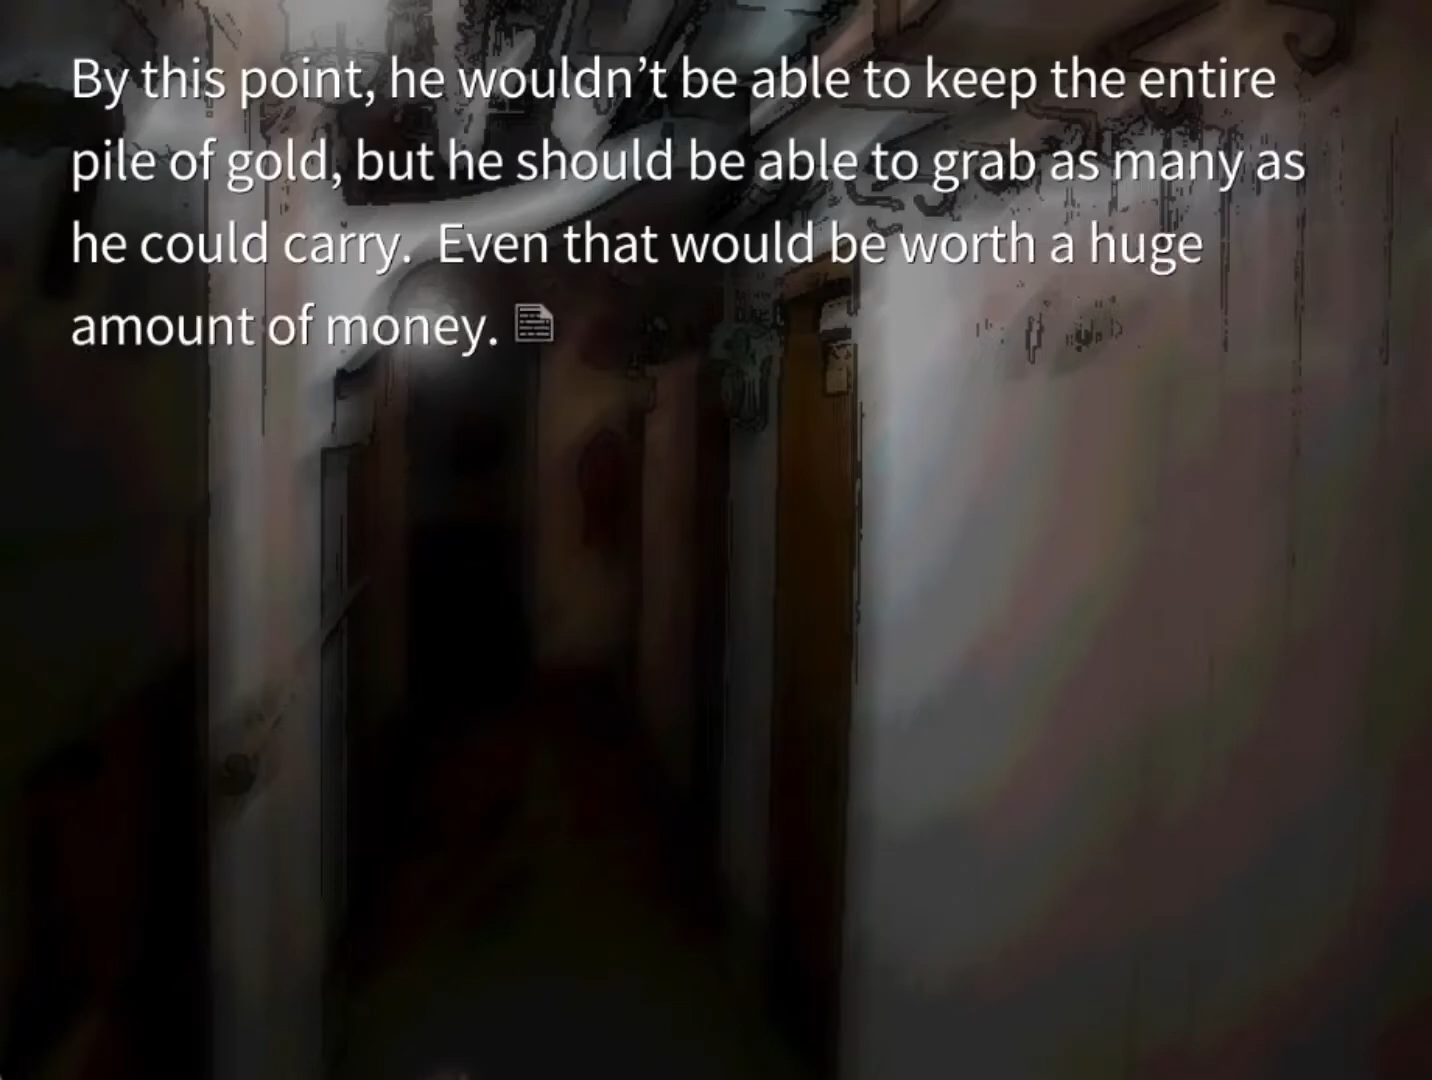 By this point, he wouldn’t be able to keep the entire
pile of gold, but he should be able to grab as many as
he could carry.  Even that would be worth a huge
amount of money.